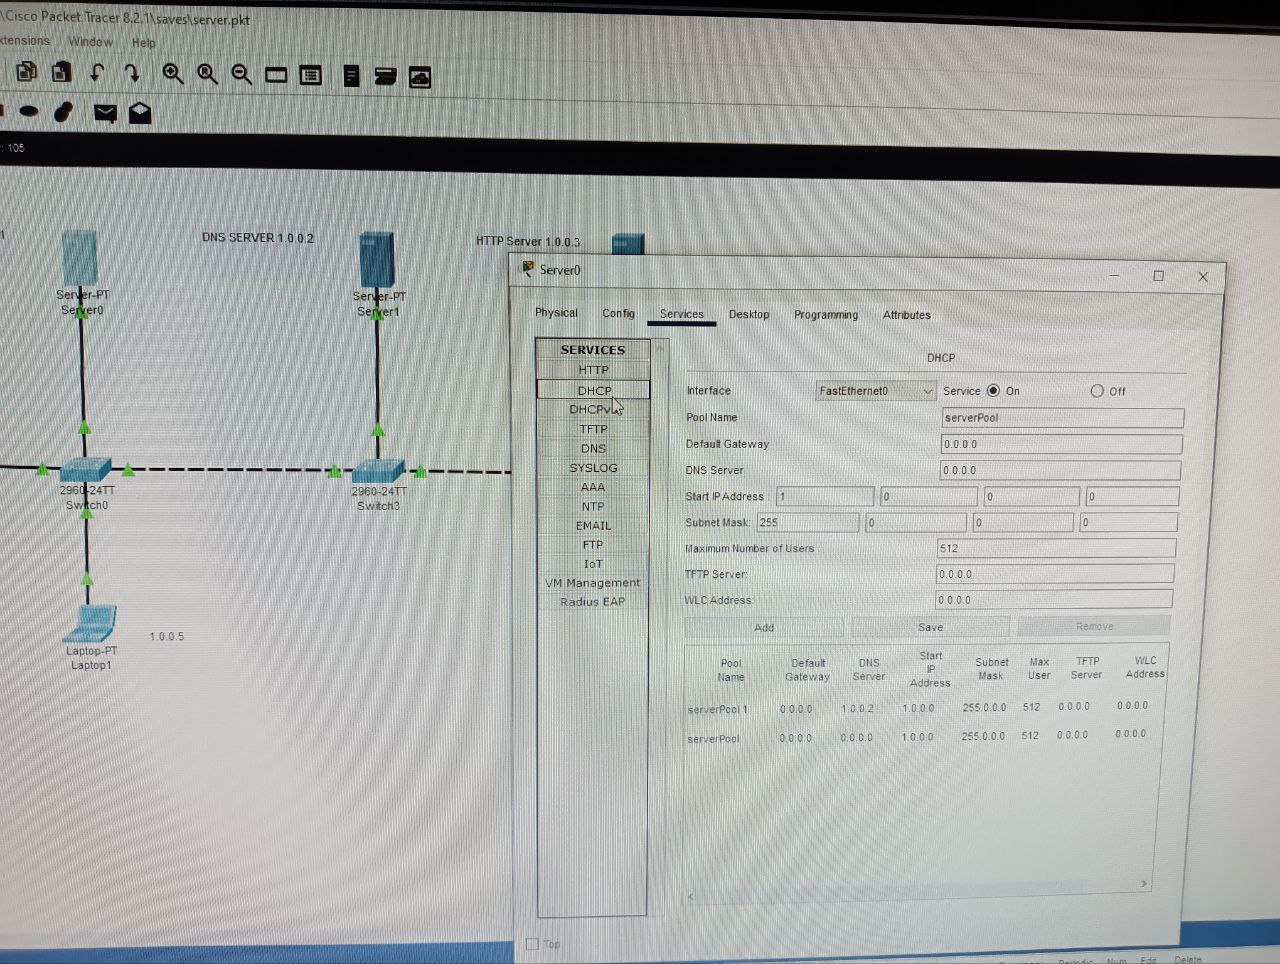 \Cisco Packet Tracer 8.2.1\saves\server.pkt
xtensions Window Help
: 105
1
DNS SERVER 1.0.0.2
HTTP Server 1.0.0.3
Server-PT
Server0
Server-PT
Server1
2960-24TT
Switch0
2960-24TT
Switch3
Laptop-PT
Laptop1
1.0.0.5
Server0
Physical Config Services Desktop Programming Attributes
SERVICES
HTTP
DHCP
DHCPv
TFTP
DNS
SYSLOG
AAA
NTP
EMAIL
FTP
IoT
VM Management
Radius EAP
DHCP
Interface FastEthernet0 Service On Off
Pool Name serverPool
Default Gateway 0.0.0.0
DNS Server 0.0.0.0
Start IP Address : 1 0 0 0
Subnet Mask: 255 0 0 0
Maximum Number of Users : 512
TFTP Server: 0.0.0.0
WLC Address: 0.0.0.0
Add Save Remove
Pool Name Default Gateway DNS Server Start IP Address Subnet Mask Max User TFTP Server WLC Address
serverPool 1 0.0.0.0 1.0.0.2 1.0.0.0 255.0.0.0 512 0.0.0.0 0.0.0.0
serverPool 0.0.0.0 0.0.0.0 1.0.0.0 255.0.0.0 512 0.0.0.0 0.0.0.0
Top
Periodic Num Edit Delete